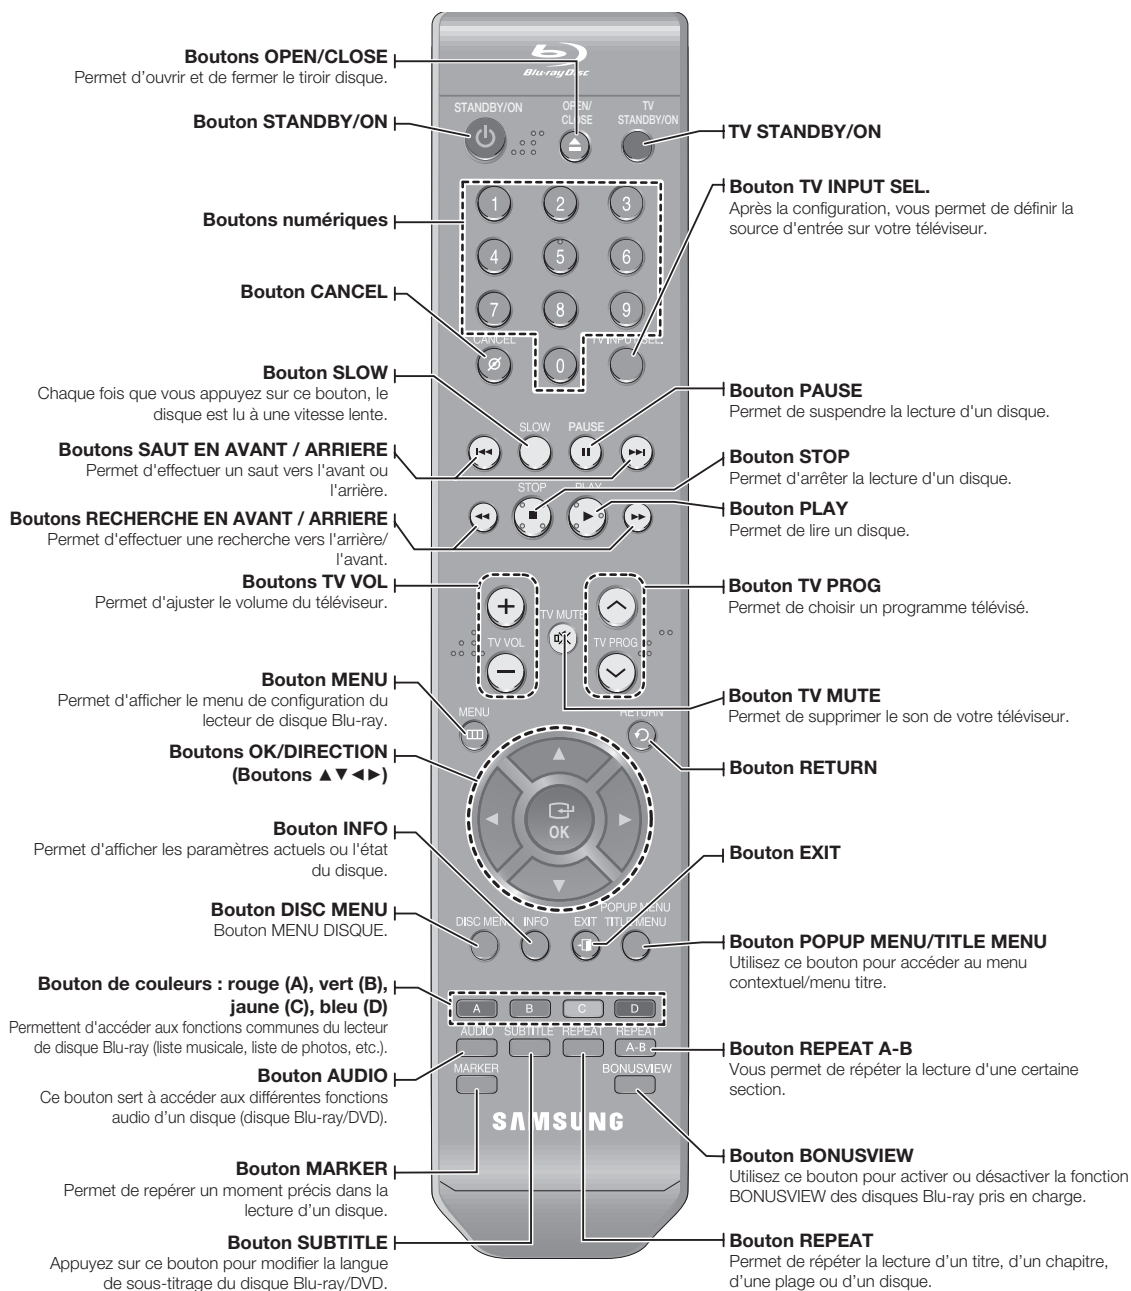 Boutons OPEN/CLOSE
Permet d'ouvrir et de fermer le tiroir disque.
Bouton STANDBY/ON
Boutons numériques
Bouton CANCEL
Bouton SLOW
Chaque fois que vous appuyez sur ce bouton, le
disque est lu à une vitesse lente.
Boutons SAUT EN AVANT / ARRIERE
Permet d'effectuer un saut vers l'avant ou
l'arrière.
Boutons RECHERCHE EN AVANT / ARRIERE
Permet d'effectuer une recherche vers l'arrière/
l'avant.
Boutons TV VOL
Permet d'ajuster le volume du téléviseur.
Bouton MENU
Permet d'afficher le menu de configuration du
lecteur de disque Blu-ray.
Boutons OK/DIRECTION
(Boutons ▲▼◄►)
Bouton INFO
Permet d'afficher les paramètres actuels ou l'état
du disque.
Bouton DISC MENU
Bouton MENU DISQUE.
Bouton de couleurs : rouge (A), vert (B),
jaune (C), bleu (D)
Permettent d'accéder aux fonctions communes du lecteur
de disque Blu-ray (liste musicale, liste de photos, etc.).
Bouton AUDIO
Ce bouton sert à accéder aux différentes fonctions
audio d'un disque (disque Blu-ray/DVD).
Bouton MARKER
Permet de repérer un moment précis dans la
lecture d'un disque.
Bouton SUBTITLE
Appuyez sur ce bouton pour modifier la langue
de sous-titrage du disque Blu-ray/DVD.
Blu-ray Disc
STANDBY/ON
OPEN/
CLOSE
TV
STANDBY/ON
1 2 3
4 5 6
7 8 9
CANCEL
0
TV INPUT SEL.
SLOW
PAUSE
STOP
PLAY
TV VOL
TV MUTE
TV PROG
MENU
RETURN
OK
DISC MENU
INFO
EXIT
POPUP MENU
TITLE MENU
A B C D
AUDIO
SUBTITLE
REPEAT
REPEAT
A-B
MARKER
BONUSVIEW
SAMSUNG
TV STANDBY/ON
Bouton TV INPUT SEL.
Après la configuration, vous permet de définir la
source d'entrée sur votre téléviseur.
Bouton PAUSE
Permet de suspendre la lecture d'un disque.
Bouton STOP
Permet d'arrêter la lecture d'un disque.
Bouton PLAY
Permet de lire un disque.
Bouton TV PROG
Permet de choisir un programme télévisé.
Bouton TV MUTE
Permet de supprimer le son de votre téléviseur.
Bouton RETURN
Bouton EXIT
Bouton POPUP MENU/TITLE MENU
Utilisez ce bouton pour accéder au menu
contextuel/menu titre.
Bouton REPEAT A-B
Vous permet de répéter la lecture d'une certaine
section.
Bouton BONUSVIEW
Utilisez ce bouton pour activer ou désactiver la fonction
BONUSVIEW des disques Blu-ray pris en charge.
Bouton REPEAT
Permet de répéter la lecture d'un titre, d'un chapitre,
d'une plage ou d'un disque.